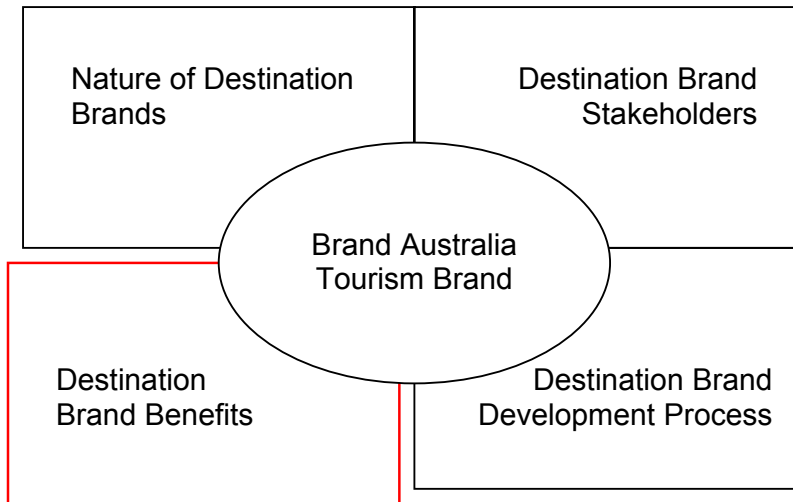 Nature of Destination
Brands
Destination Brand
Stakeholders
Brand Australia
Tourism Brand
Destination
Brand Benefits
Destination Brand
Development Process